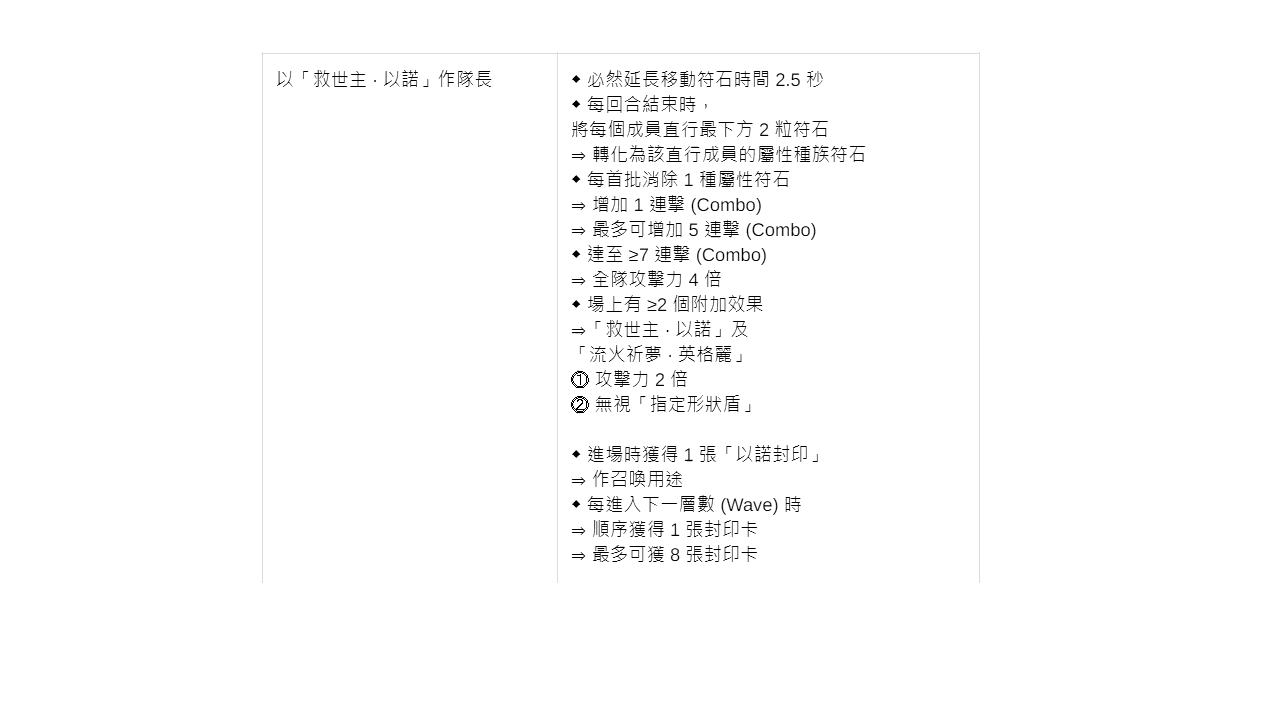 以「救世主 · 以諾」作隊長
◆ 必然延長移動符石時間 2.5 秒
◆ 每回合結束時，
將每個成員直行最下方 2 粒符石
⇒ 轉化為該直行成員的屬性種族符石
◆ 每首批消除 1 種屬性符石
⇒ 增加 1 連擊 (Combo)
⇒ 最多可增加 5 連擊 (Combo)
◆ 達至 ≥7 連擊 (Combo)
⇒ 全隊攻擊力 4 倍
◆ 場上有 ≥2 個附加效果
⇒「救世主 · 以諾」及
「流火祈夢 · 英格麗」
① 攻擊力 2 倍
② 無視「指定形狀盾」
◆ 進場時獲得 1 張「以諾封印」
⇒ 作召喚用途
◆ 每進入下一層數 (Wave) 時
⇒ 順序獲得 1 張封印卡
⇒ 最多可獲 8 張封印卡